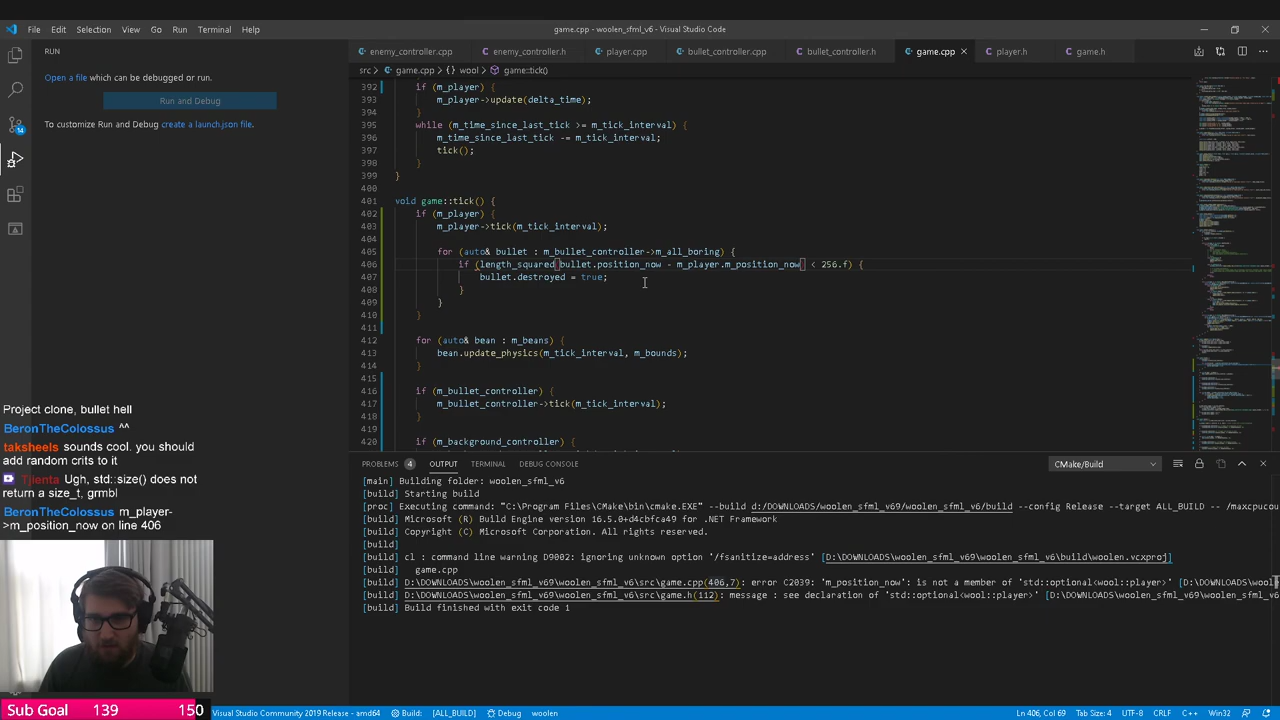 File Edit Selection View Go Run Terminal Help
game.cpp - woolen_sfml_v6 - Visual Studio Code
RUN
Open a file which can be debugged or run.
Run and Debug
To customize Run and Debug create a launch.json file.
enemy_controller.cpp enemy_controller.h player.cpp bullet_controller.cpp bullet_controller.h game.cpp player.h game.h
src > game.cpp > {} wool > game::tick()
392 if (m_player) {
393 m_player->
394
395 while (m_time_since_last_tick >= m_tick_interval) {
396 m_time_since_last_tick -= m_tick_interval;
397 tick();
398 }
399 }
400
401 void game::tick() {
402 if (m_player) {
403 m_player->tick(m_tick_interval);
404
405 for (auto& bullet : m_bullet_controller->m_all_boring) {
406 if (length_squared(bullet.position_now - m_player.m_position_now) < 256.f) {
407 bullet.destroyed = true;
408 }
409 }
410 }
411
412 for (auto& bean : m_beans) {
413 bean.update_physics(m_tick_interval, m_bounds);
414 }
415
416 if (m_bullet_controller) {
417 m_bullet_controller->tick(m_tick_interval);
418 }
419
420 if(m_background_controller) {
PROBLEMS 4 OUTPUT TERMINAL DEBUG CONSOLE
CMake/Build
[main] Building folder: woolen_sfml_v6
[build] Starting build
[proc] Executing command: "C:\Program Files\CMake\bin\cmake.EXE" --build d:/DOWNLOADS/woolen_sfml_v69/woolen_sfml_v6/build --config Release --target ALL_BUILD -- /maxcpucou
[build] Microsoft (R) Build Engine version 16.5.0+d4cbfca49 for .NET Framework
[build] Copyright (C) Microsoft Corporation. All rights reserved.
[build]
[build] cl : command line warning D9002: ignoring unknown option '/fsanitize=address' [D:\DOWNLOADS\woolen_sfml_v69\woolen_sfml_v6\build\woolen.vcxproj]
[build] game.cpp
[build] D:\DOWNLOADS\woolen_sfml_v69\woolen_sfml_v6\src\game.cpp(406,7): error C2039: 'm_position_now': is not a member of 'std::optional<wool::player>' [D:\DOWNLOADS\wool
[build] D:\DOWNLOADS\woolen_sfml_v69\woolen_sfml_v6\src\game.h(112): message : see declaration of 'std::optional<wool::player>' [D:\DOWNLOADS\woolen_sfml_v69\woolen_sfml_v6
[build] Build finished with exit code 1
Project clone, bullet hell
BeronTheColossus ^^
taksheels sounds cool, you should
add random crits to it
Tjienta Ugh, std::size() does not
return a size_t, grmbl
BeronTheColossus m_player-
>m_position_now on line 406
Sub Goal 139 150
Visual Studio Community 2019 Release - amd64 Build: [ALL_BUILD] Debug woolen
Ln 406, Col 69 Tab Size: 4 UTF-8 CRLF C++ Win32